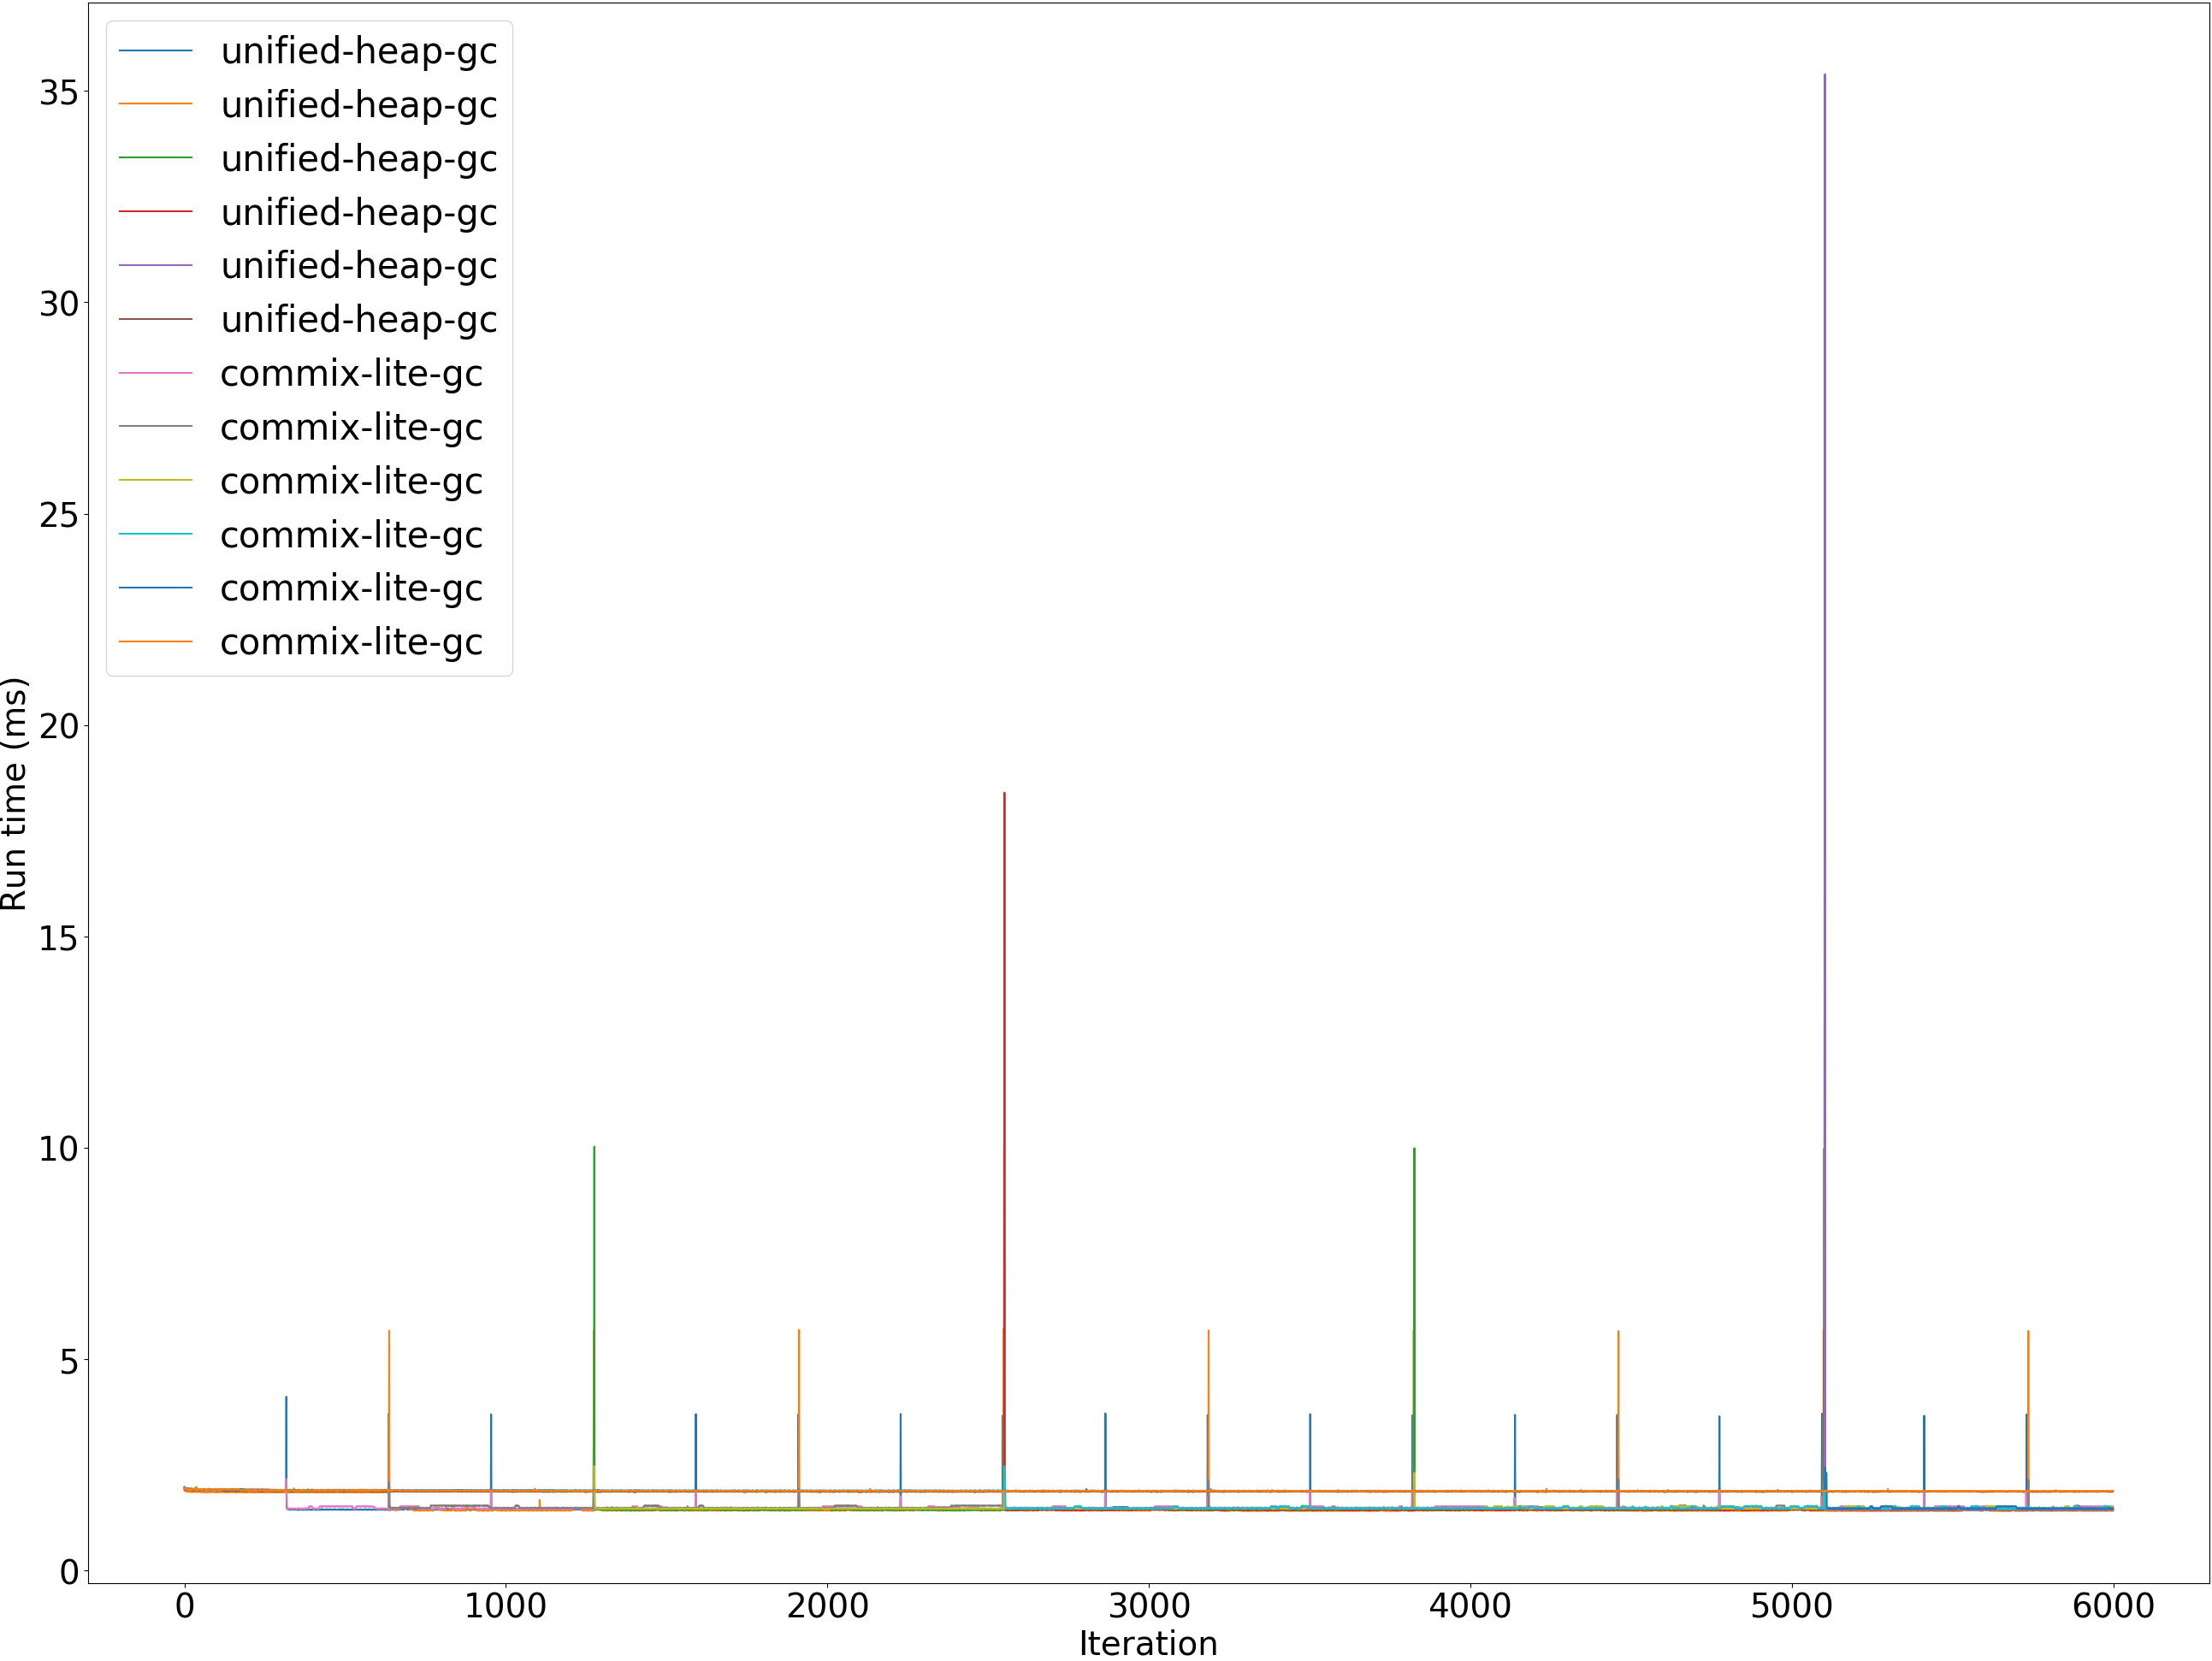 unified-heap-gc
unified-heap-gc
unified-heap-gc
unified-heap-gc
unified-heap-gc
unified-heap-gc
commix-lite-gc
commix-lite-gc
commix-lite-gc
commix-lite-gc
commix-lite-gc
commix-lite-gc
35
30
25
20
15
10
5
0
Run time (ms)
0 1000 2000 3000 4000 5000 6000
Iteration